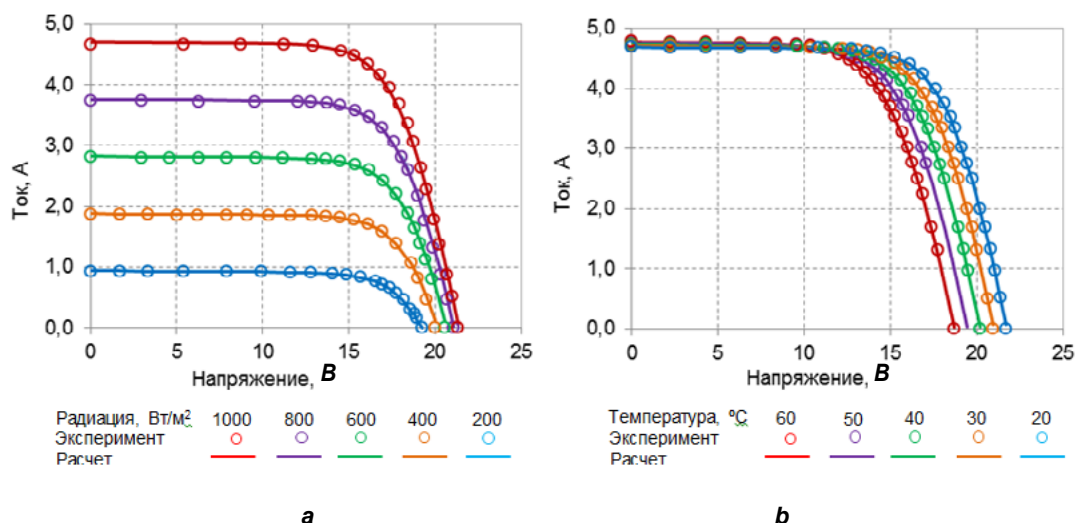 5,0
4,0
3,0
2,0
1,0
0,0
Ток, А
0 5 10 15 20 25
Напряжение, В
Радиация, Вт/м²
1000 800 600 400 200
Эксперимент
Расчет
a
5,0
4,0
3,0
2,0
1,0
0,0
Ток, А
0 5 10 15 20 25
Напряжение, В
Температура, ºС
60 50 40 30 20
Эксперимент
Расчет
b